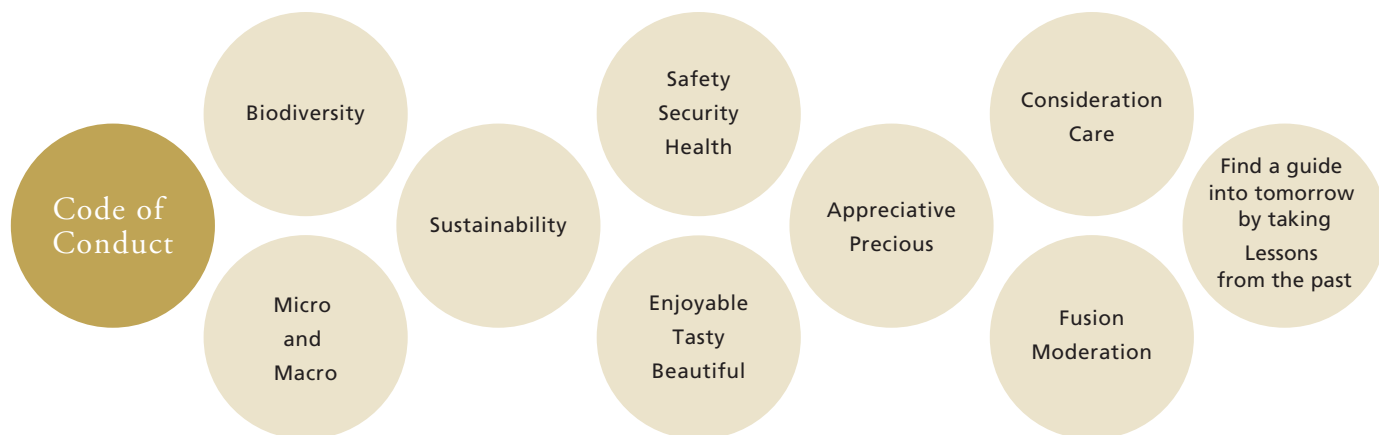 Code of
Conduct
Biodiversity
Micro
and
Macro
Sustainability
Safety
Security
Health
Enjoyable
Tasty
Beautiful
Appreciative
Precious
Consideration
Care
Fusion
Moderation
Find a guide
into tomorrow
by taking
Lessons
from the past